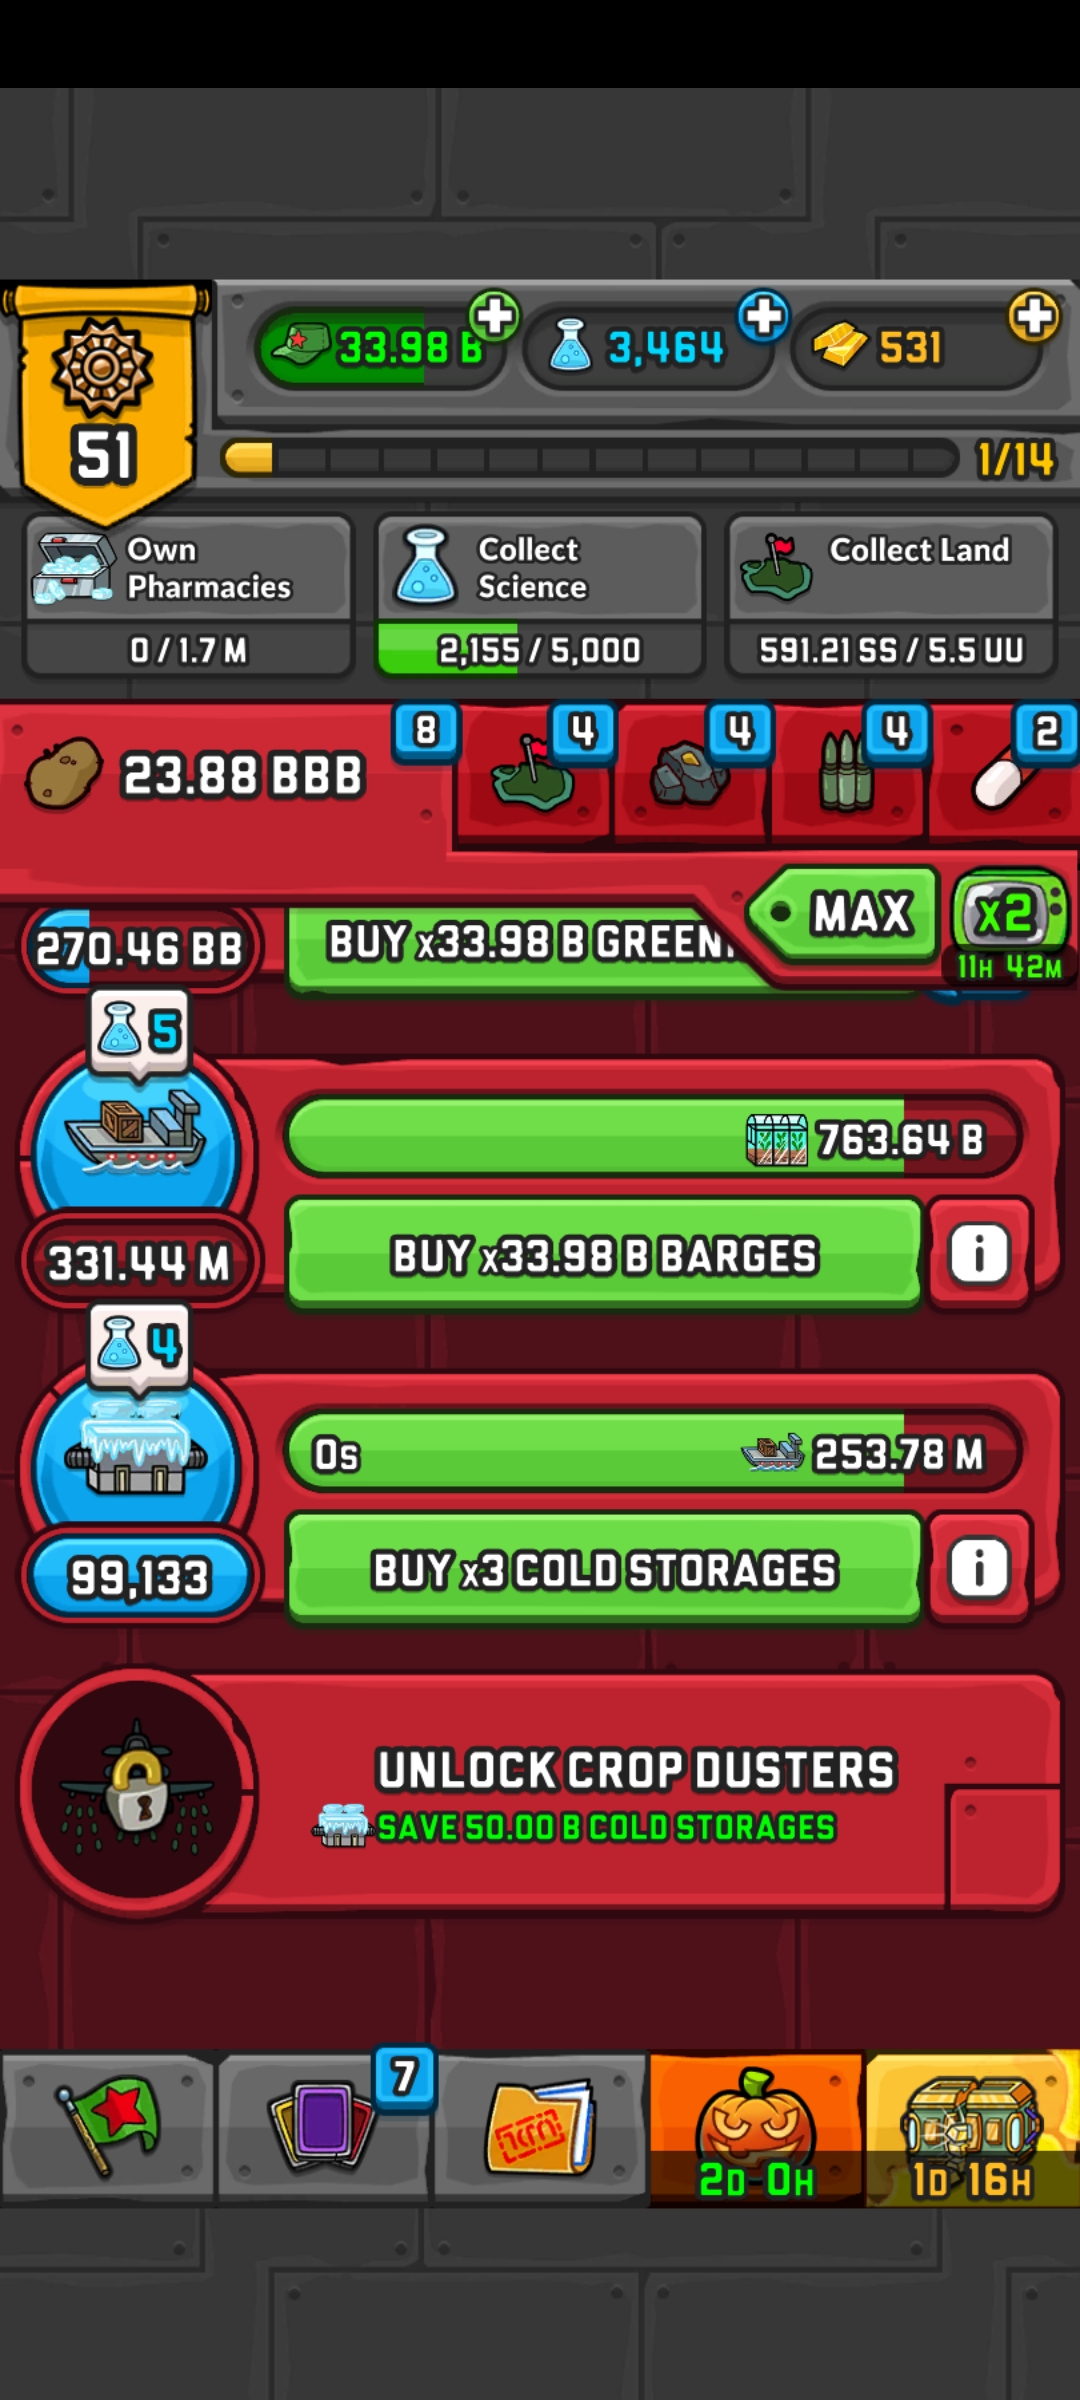 33.98 B
3,464
531
51
1/14
Own
Pharmacies
0 / 1.7 M
Collect
Science
2,155 / 5,000
Collect Land
591.21 SS / 5.5 UU
23.88 BBB
8
4
4
4
2
MAX
x2
11H 42M
270.46 BB
BUY x33.98 B GREEN
5
763.64 B
331.44 M
BUY x33.98 B BARGES
i
4
0s
253.78 M
99,133
BUY x3 COLD STORAGES
i
UNLOCK CROP DUSTERS
SAVE 50.00 B COLD STORAGES
7
2D 0H
1D 16H